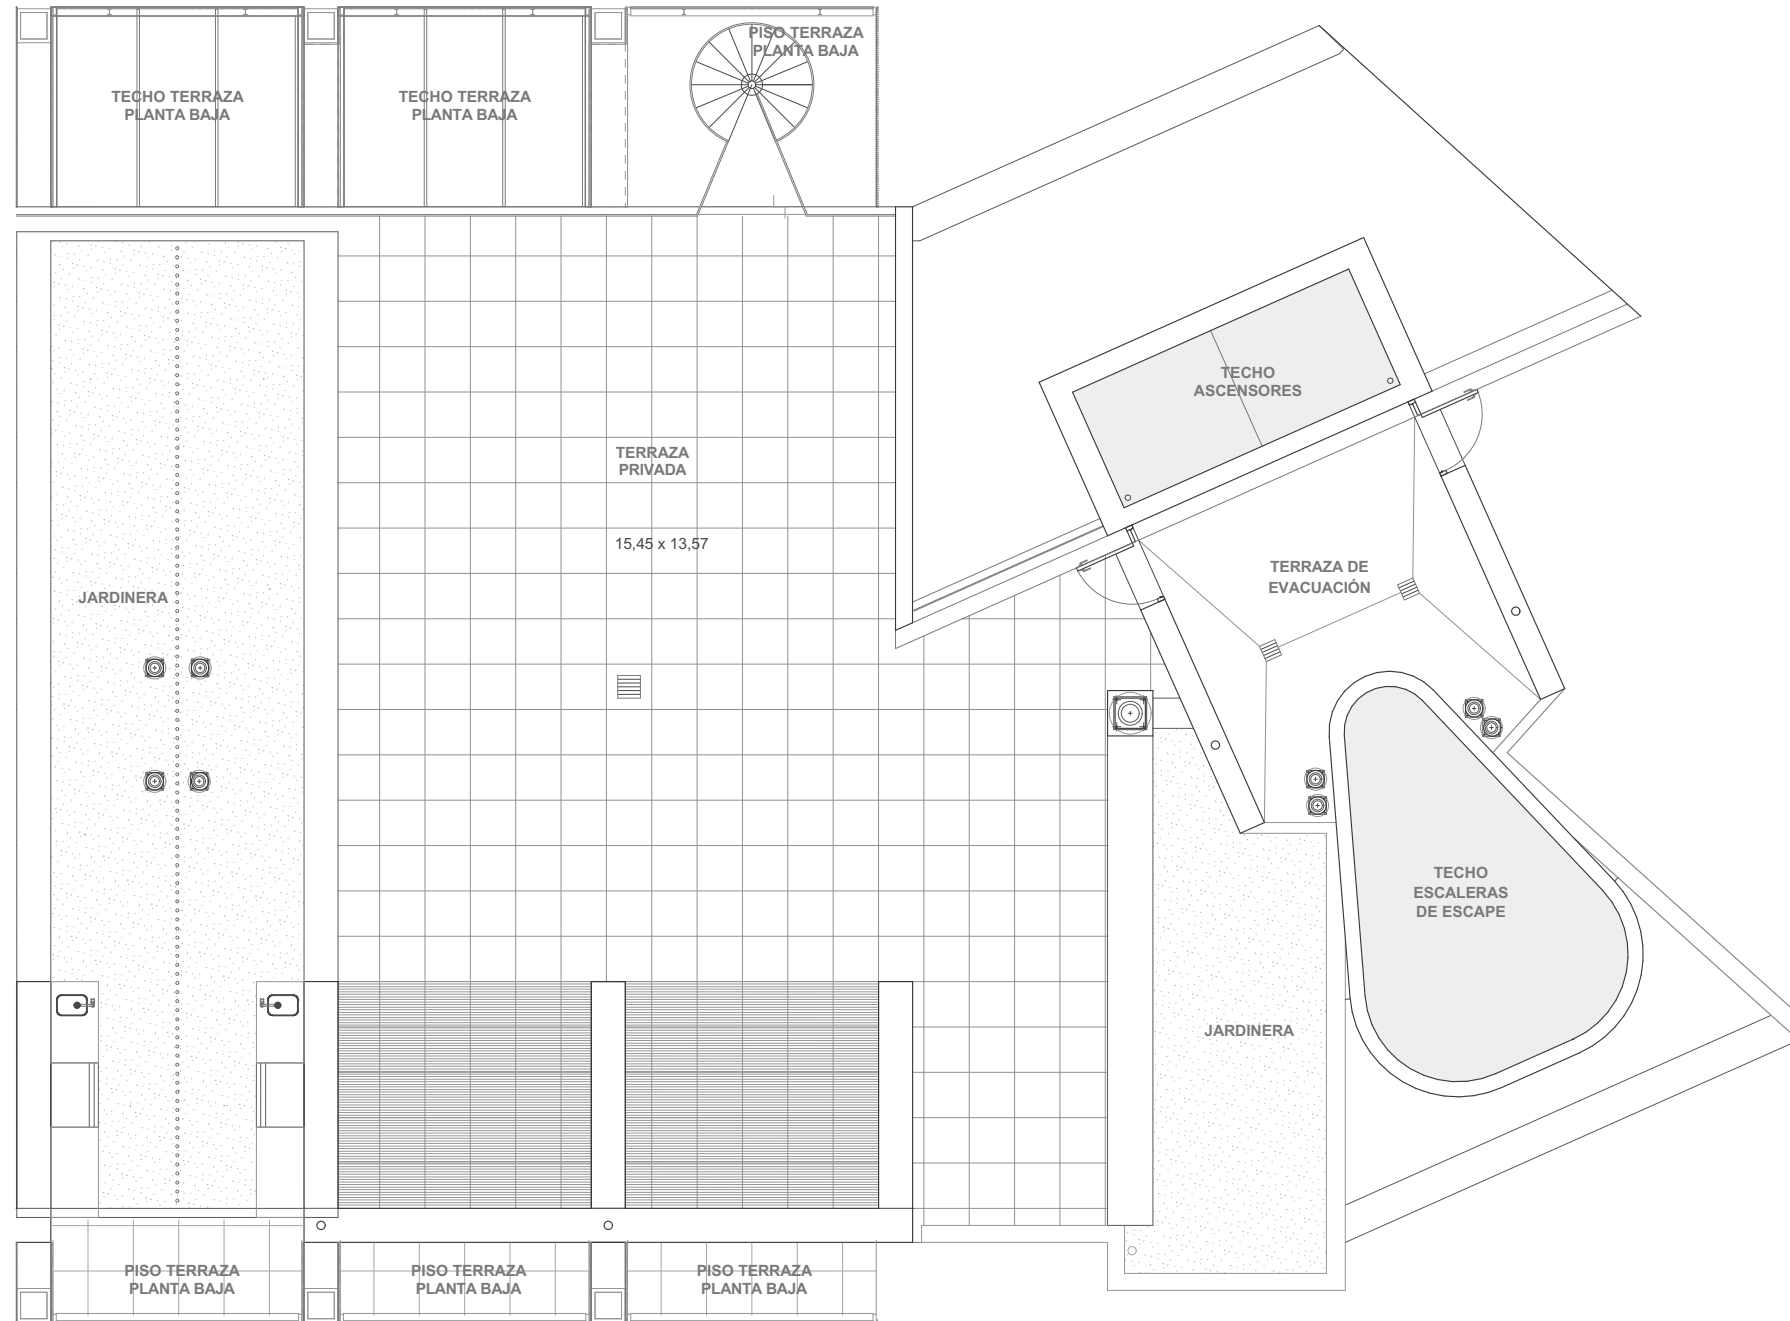 PISO TERRAZA
PLANTA BAJA
TECHO TERRAZA
PLANTA BAJA
TECHO TERRAZA
PLANTA BAJA
TECHO
ASCENSORES
TERRAZA
PRIVADA
15,45 x 13,57
TERRAZA DE
EVACUACIÓN
JARDINERA
TECHO
ESCALERAS
DE ESCAPE
JARDINERA
PISO TERRAZA
PLANTA BAJA
PISO TERRAZA
PLANTA BAJA
PISO TERRAZA
PLANTA BAJA